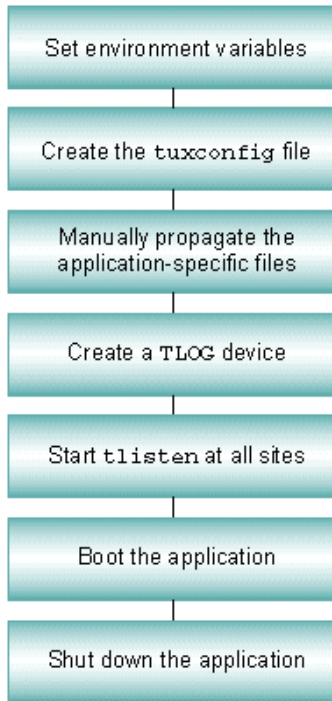 Set environment variables
Create the tuxconfig file
Manually propagate the
application-specific files
Create a TLOG device
Start tlisten at all sites
Boot the application
Shut down the application